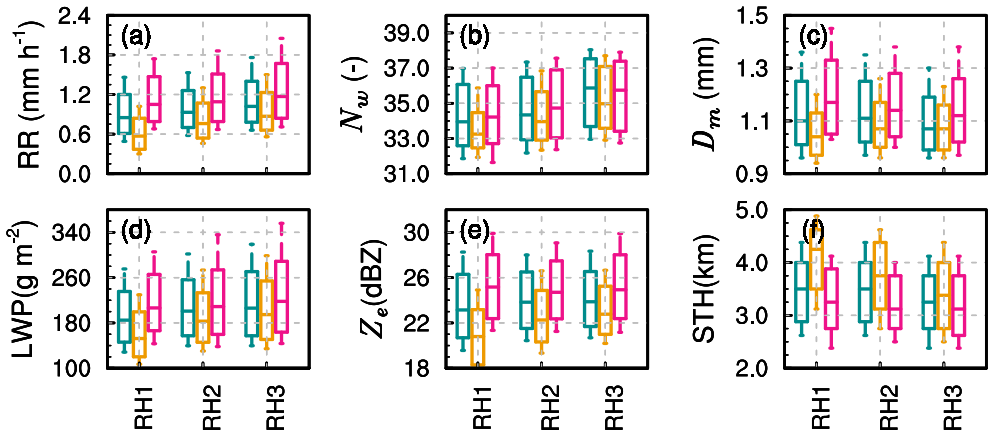 (a)
RR (mm h⁻¹)
2.4
1.8
1.2
0.6
0.0
(b)
N_w (-)
39.0
37.0
35.0
33.0
31.0
(c)
D_m (mm)
1.5
1.3
1.1
0.9
(d)
LWP(g m⁻²)
340
260
180
100
RH1
RH2
RH3
(e)
Z_e(dBZ)
30
26
22
18
RH1
RH2
RH3
(f)
STH(km)
5.0
4.0
3.0
2.0
RH1
RH2
RH3